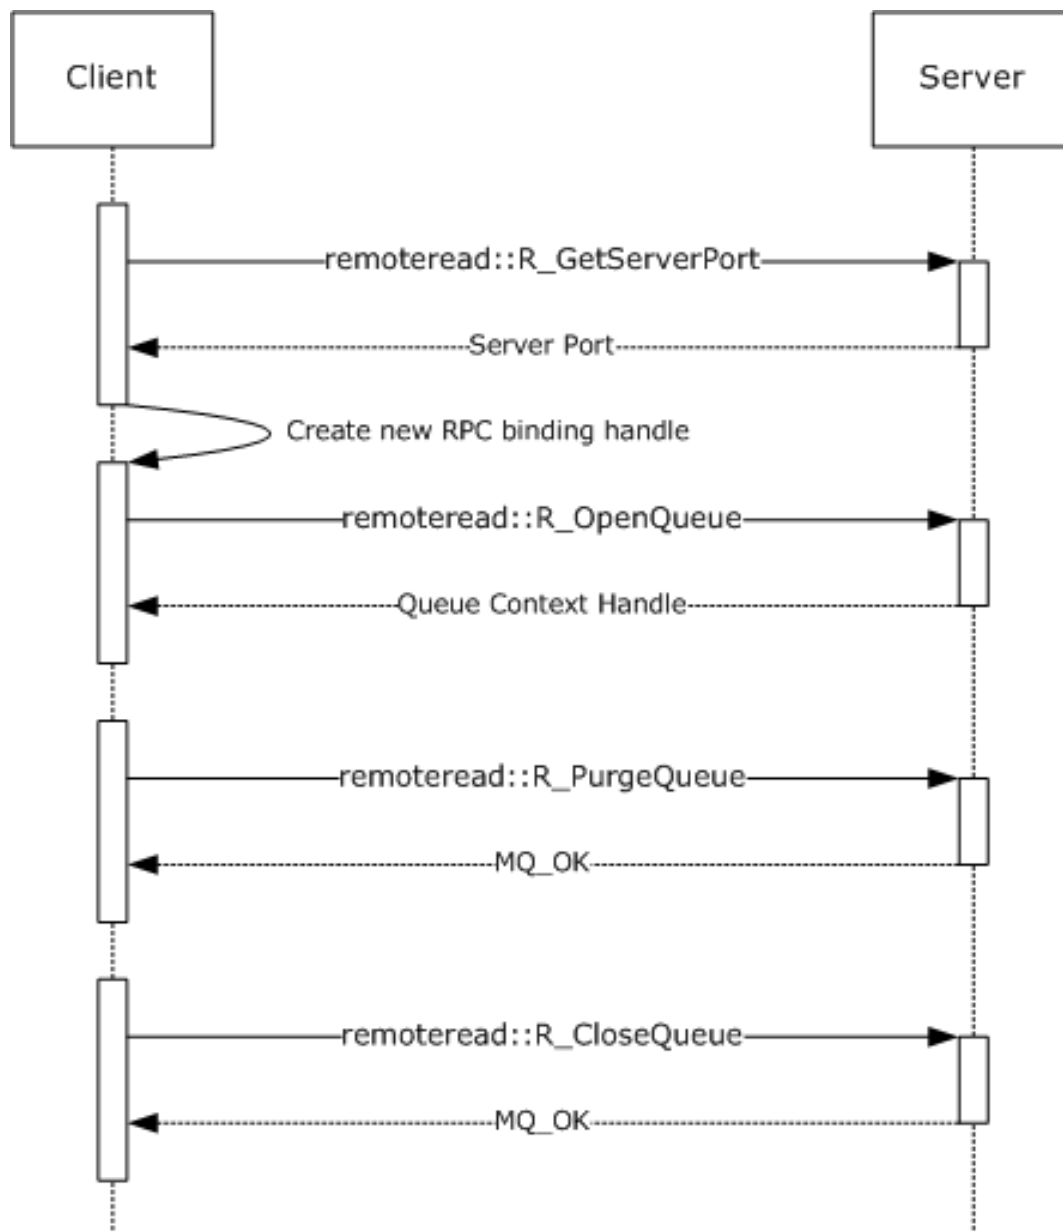 Client
Server
remoteread::R_GetServerPort
Server Port
Create new RPC binding handle
remoteread::R_OpenQueue
Queue Context Handle
remoteread::R_PurgeQueue
MQ_OK
remoteread::R_CloseQueue
MQ_OK